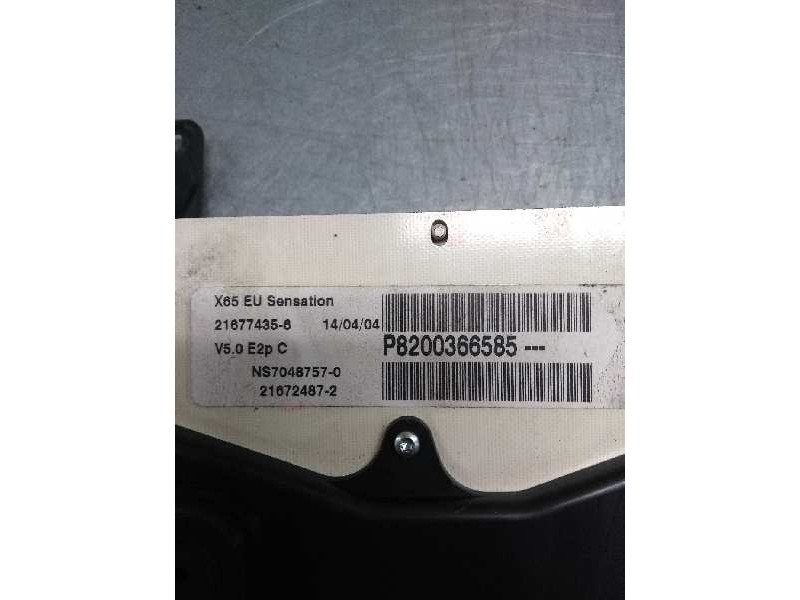 X65 EU Sensation
21677435-6 14/04/04
V5.0 E2p C P8200366585 ---
NS7048757-0
21672487-2